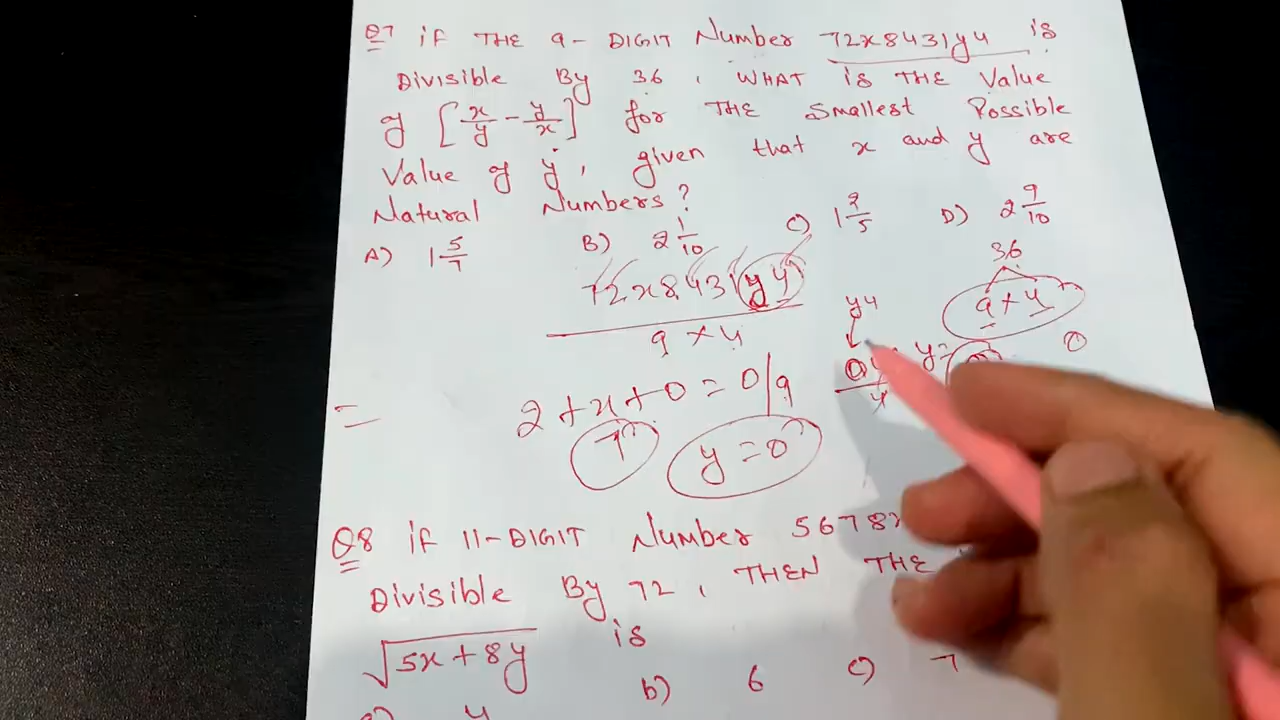 Q7 if THE 9- DIGIT Number 72x8431y4 is
Divisible By 36, WHAT is THE Value
of [x/y - y/x] for THE Smallest Possible
Value of y, given that x and y are
Natural Numbers?
A) 1 5/7 B) 2 1/10 C) 1 2/5 D) 2 9/10
72x8431y4
9 × 4
36
9 × 4
y4
y=
0
= 2 + x + 0 = 0/9
7
y = 0
Q8 if 11-DIGIT Number 5678x
Divisible By 72, THEN THE
√5x + 8y is
b) 6 c) 7